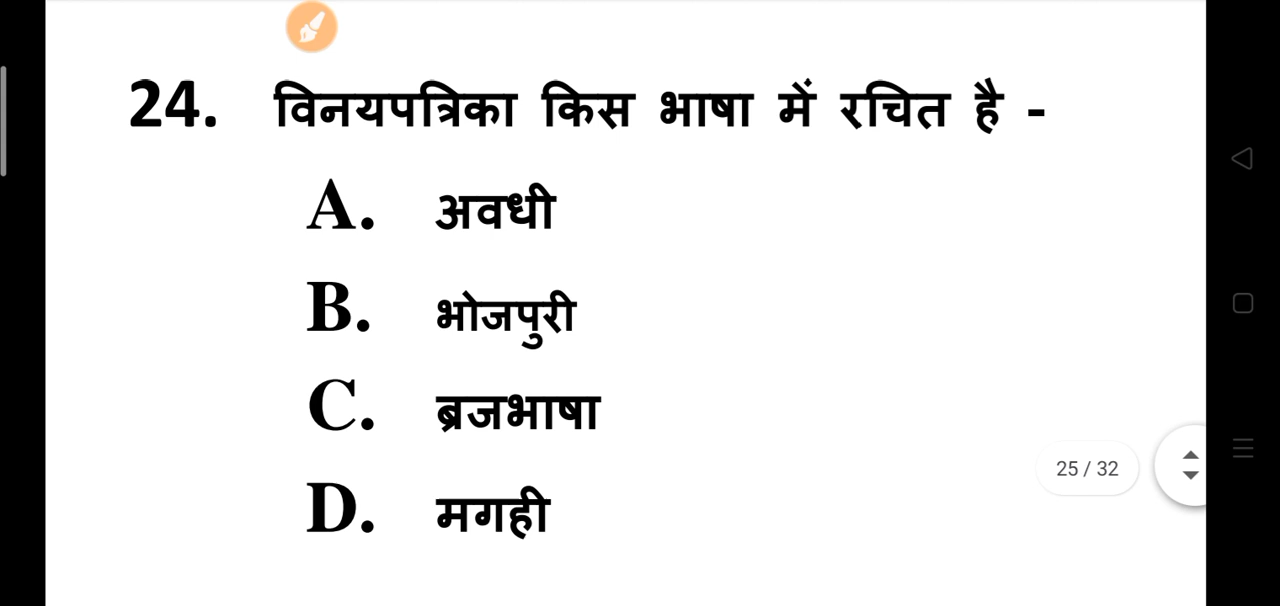 24. विनयपत्रिका किस भाषा में रचित है -
A. अवधी
B. भोजपुरी
C. ब्रजभाषा
D. मगही
25 / 32